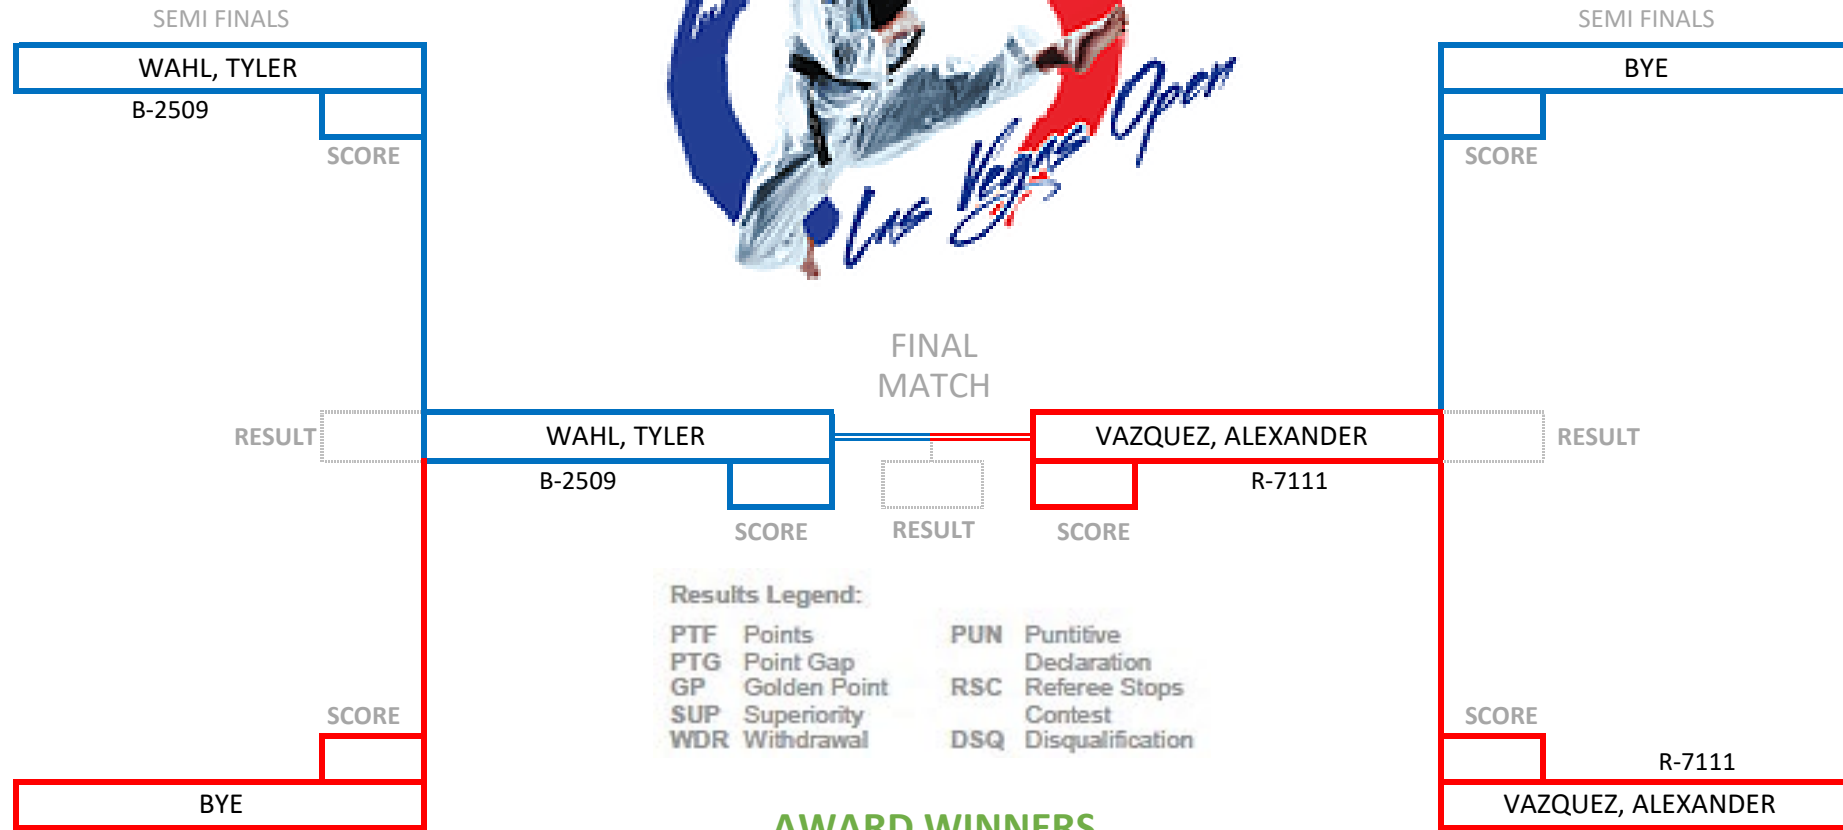 SEMI FINALS
SEMI FINALS
WAHL, TYLER
BYE
B-2509
SCORE
SCORE
Las Vegas Open
FINAL
MATCH
RESULT
WAHL, TYLER
VAZQUEZ, ALEXANDER
RESULT
B-2509
R-7111
SCORE
RESULT
SCORE
Results Legend:
PTF Points
PTG Point Gap
GP Golden Point
SUP Superiority
WDR Withdrawal
PUN Puntitive
Declaration
RSC Referee Stops
Contest
DSQ Disqualification
SCORE
SCORE
R-7111
BYE
VAZQUEZ, ALEXANDER
AWARD WINNERS